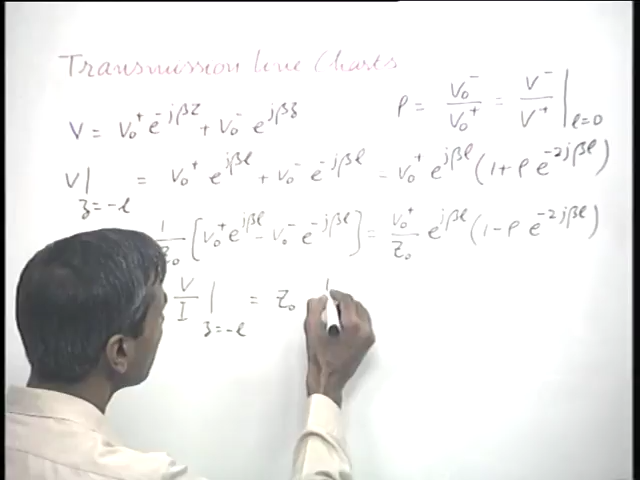 Transmission line Charts
V = V₀⁺ e^{-jβz} + V₀⁻ e^{jβz}
ρ = V₀⁻/V₀⁺ = V⁻/V⁺ |_{l=0}
V|_{z=-l} = V₀⁺ e^{jβl} + V₀⁻ e^{-jβl} = V₀⁺ e^{jβl} (1+ρ e^{-2jβl})
1/Z₀ [V₀⁺ e^{jβl} - V₀⁻ e^{-jβl}] = V₀⁺/Z₀ e^{jβl} (1-ρ e^{-2jβl})
V/I |_{z=-l} = Z₀ 1